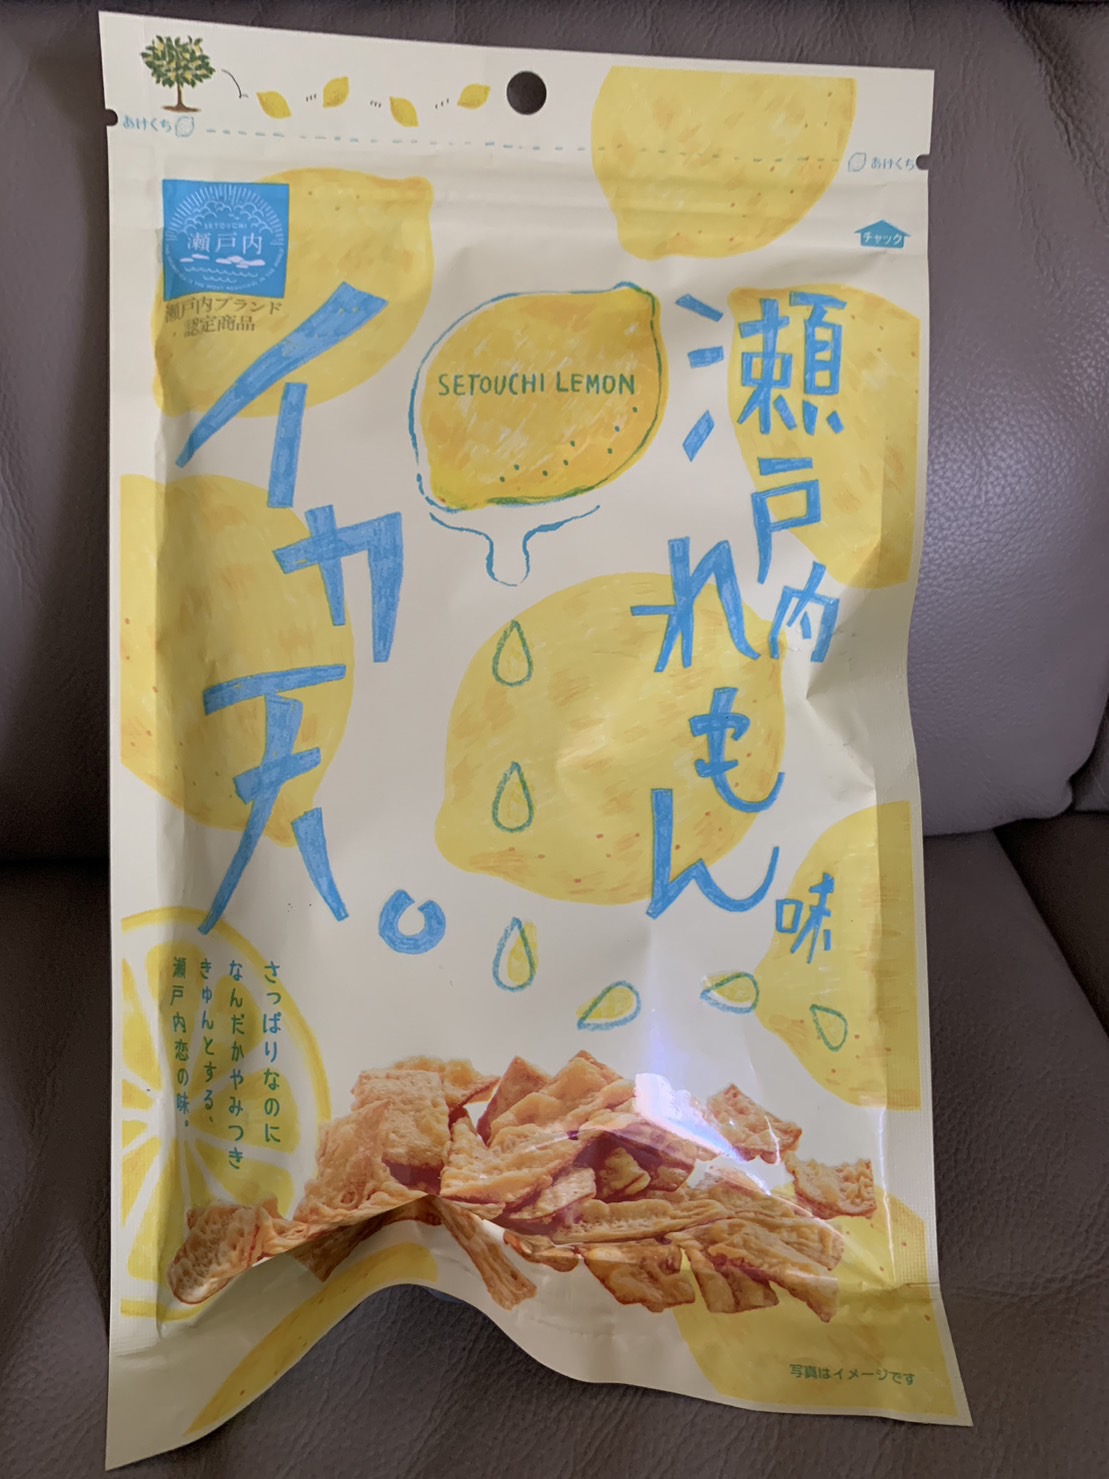 あけくち
あけくち
チャック
SETOUCHI
瀬戸内
瀬戸内ブランド
認定商品
SETOUCHI LEMON
瀬戸内
れもん
味
イカ天。
さっぱりなのに
なんだかやみつき
きゅんとする、
瀬戸内恋の味。
写真はイメージです